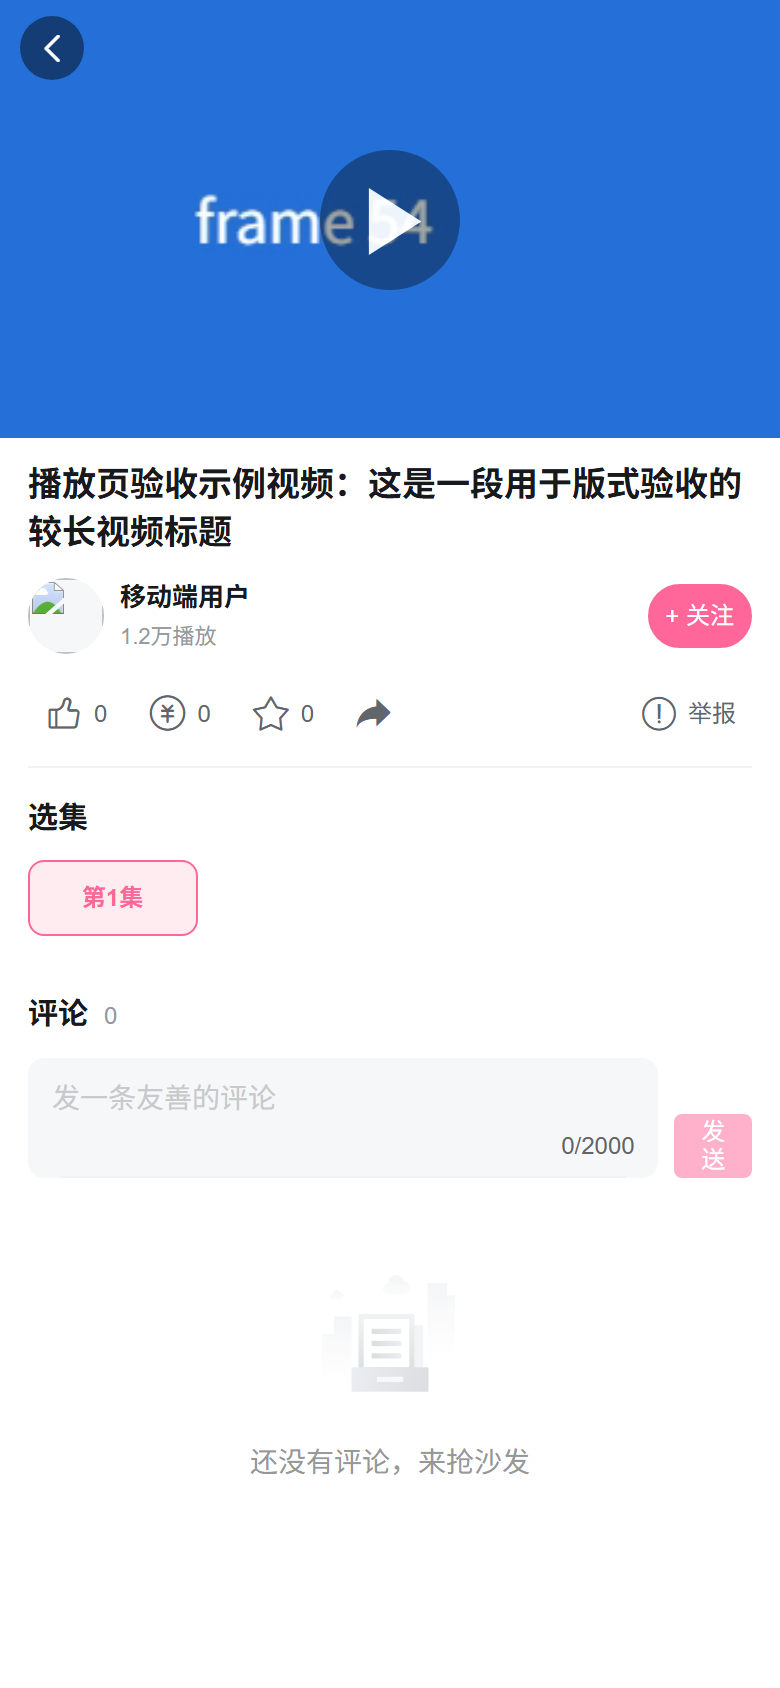 frame 54
播放页验收示例视频：这是一段用于版式验收的
较长视频标题
移动端用户
1.2万播放
+ 关注
0
0
0
举报
选集
第1集
评论 0
发一条友善的评论
0/2000
发
送
还没有评论，来抢沙发